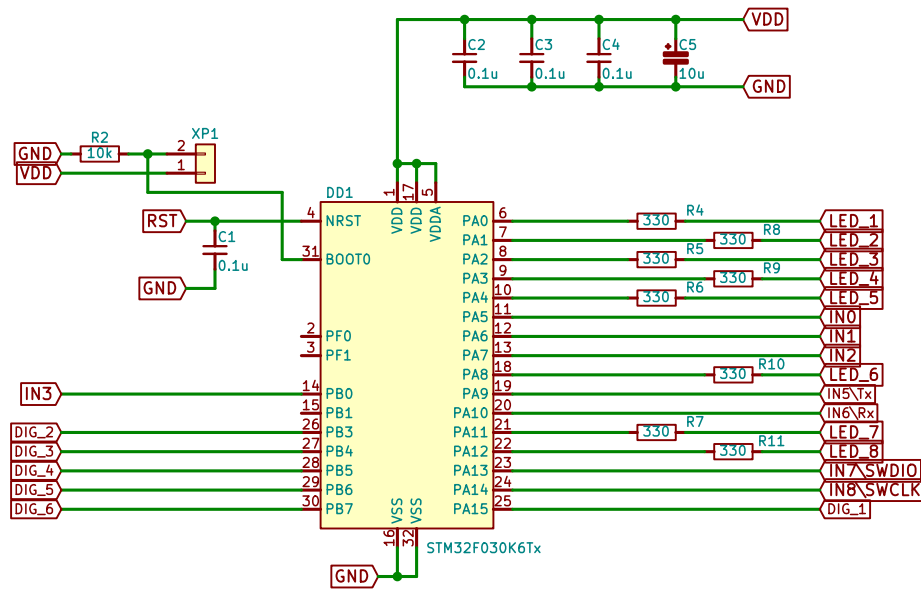 VDD
C2 C3 C4 C5
0.1u 0.1u 0.1u 10u
GND
R2 XP1
GND 10k 2
VDD 1
DD1 1 17 5
VDD VDD VDDA
RST 4 NRST PA0 6 330 R4 LED_1
C1 PA1 7 330 R8 LED_2
0.1u 31 BOOT0 PA2 8 330 R5 LED_3
GND PA3 9 330 R9 LED_4
PA4 10 330 R6 LED_5
PA5 11 IN0
2 PF0 PA6 12 IN1
3 PF1 PA7 13 IN2
PA8 18 330 R10 LED_6
IN3 14 PB0 PA9 19 IN5\Tx
15 PB1 PA10 20 IN6\Rx
DIG_2 26 PB3 PA11 21 330 R7 LED_7
DIG_3 27 PB4 PA12 22 330 R11 LED_8
DIG_4 28 PB5 PA13 23 IN7\SWDIO
DIG_5 29 PB6 PA14 24 IN8\SWCLK
DIG_6 30 PB7 PA15 25 DIG_1
VSS VSS
16 32 STM32F030K6Tx
GND